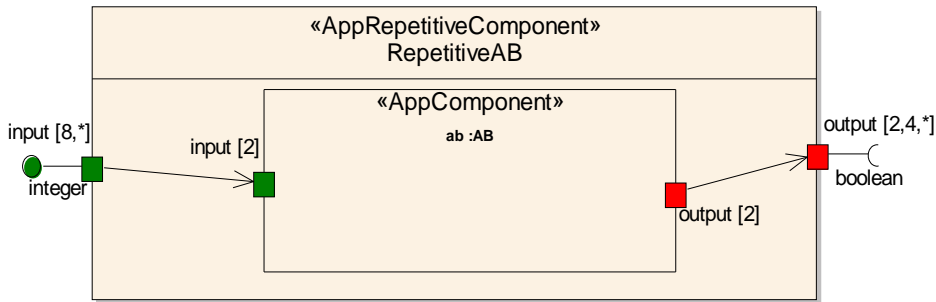 «AppRepetitiveComponent»
RepetitiveAB
«AppComponent»
ab :AB
input [8,*]
integer
input [2]
output [2]
output [2,4,*]
boolean